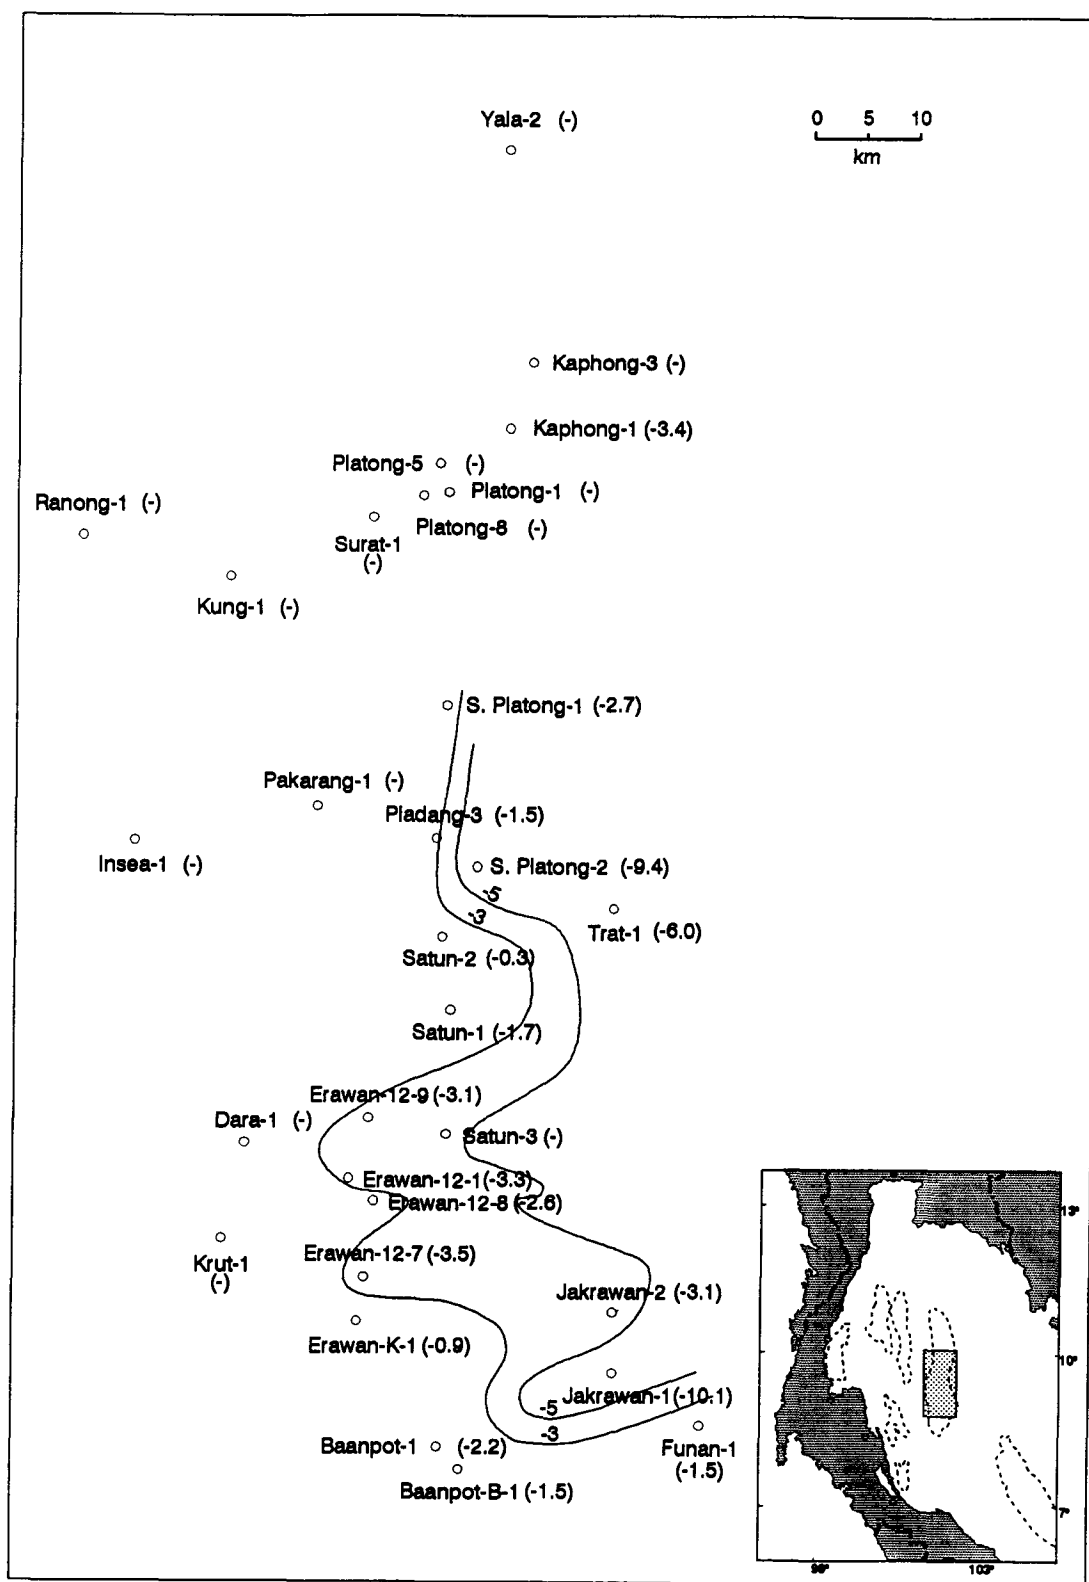 Yala-2 (-)
0 5 10
km
Kaphong-3 (-)
Kaphong-1 (-3.4)
Platong-5 (-)
Platong-1 (-)
Ranong-1 (-)
Platong-8 (-)
Surat-1
(-)
Kung-1 (-)
S. Platong-1 (-2.7)
Pakarang-1 (-)
Pladang-3 (-1.5)
Insea-1 (-)
S. Platong-2 (-9.4)
-5
-3
Trat-1 (-6.0)
Satun-2 (-0.3)
Satun-1 (-1.7)
Erawan-12-9 (-3.1)
Dara-1 (-)
Satun-3 (-)
Erawan-12-1 (-3.3)
Erawan-12-8 (-2.6)
Krut-1
(-)
Erawan-12-7 (-3.5)
Jakrawan-2 (-3.1)
Erawan-K-1 (-0.9)
Jakrawan-1 (-10.1)
-5
-3
Baanpot-1 (-2.2)
Funan-1
(-1.5)
Baanpot-B-1 (-1.5)
13°
10°
7°
103°